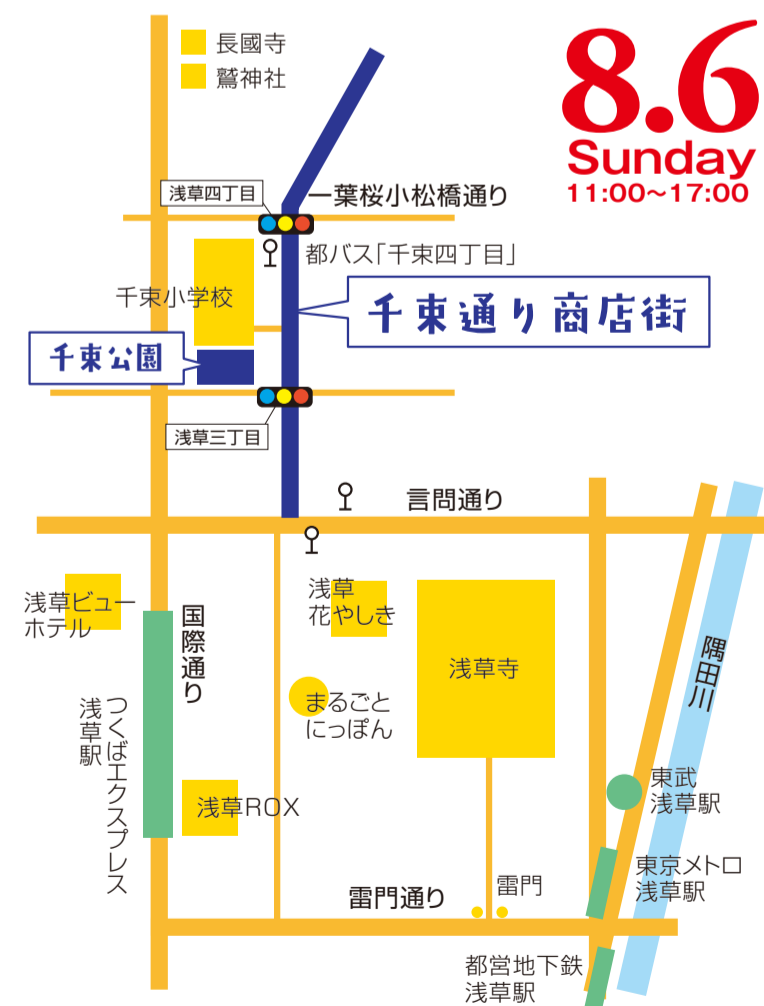 長國寺
鷲神社
8.6
Sunday
11:00~17:00
浅草四丁目
一葉桜小松橋通り
都バス「千束四丁目」
千束小学校
千束通り商店街
千束公園
浅草三丁目
言問通り
浅草ビュー
ホテル
国際通り
浅草
花やしき
浅草寺
隅田川
まるごと
にっぽん
つくばエクスプレス
浅草駅
浅草ROX
東武
浅草駅
東京メトロ
浅草駅
雷門通り
雷門
都営地下鉄
浅草駅